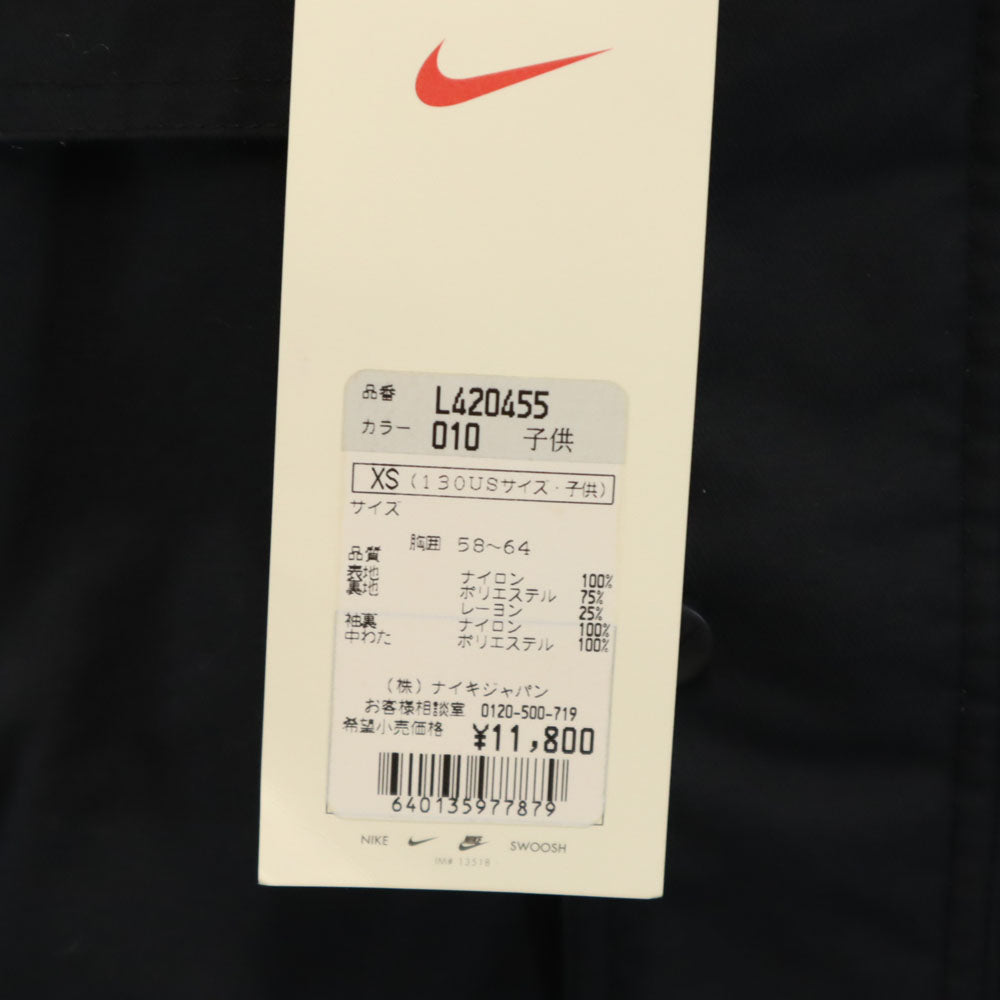 品番 L420455
カラー 010 子供
XS (130USサイズ・子供)
サイズ
胸囲 58〜64
品質
表地 ナイロン 100%
裏地 ポリエステル 75%
レーヨン 25%
袖裏 ナイロン 100%
中わた ポリエステル 100%
(株)ナイキジャパン
お客様相談室 0120-500-719
希望小売価格 ¥11,800
640135977879
NIKE NIKE SWOOSH
IM# 13518